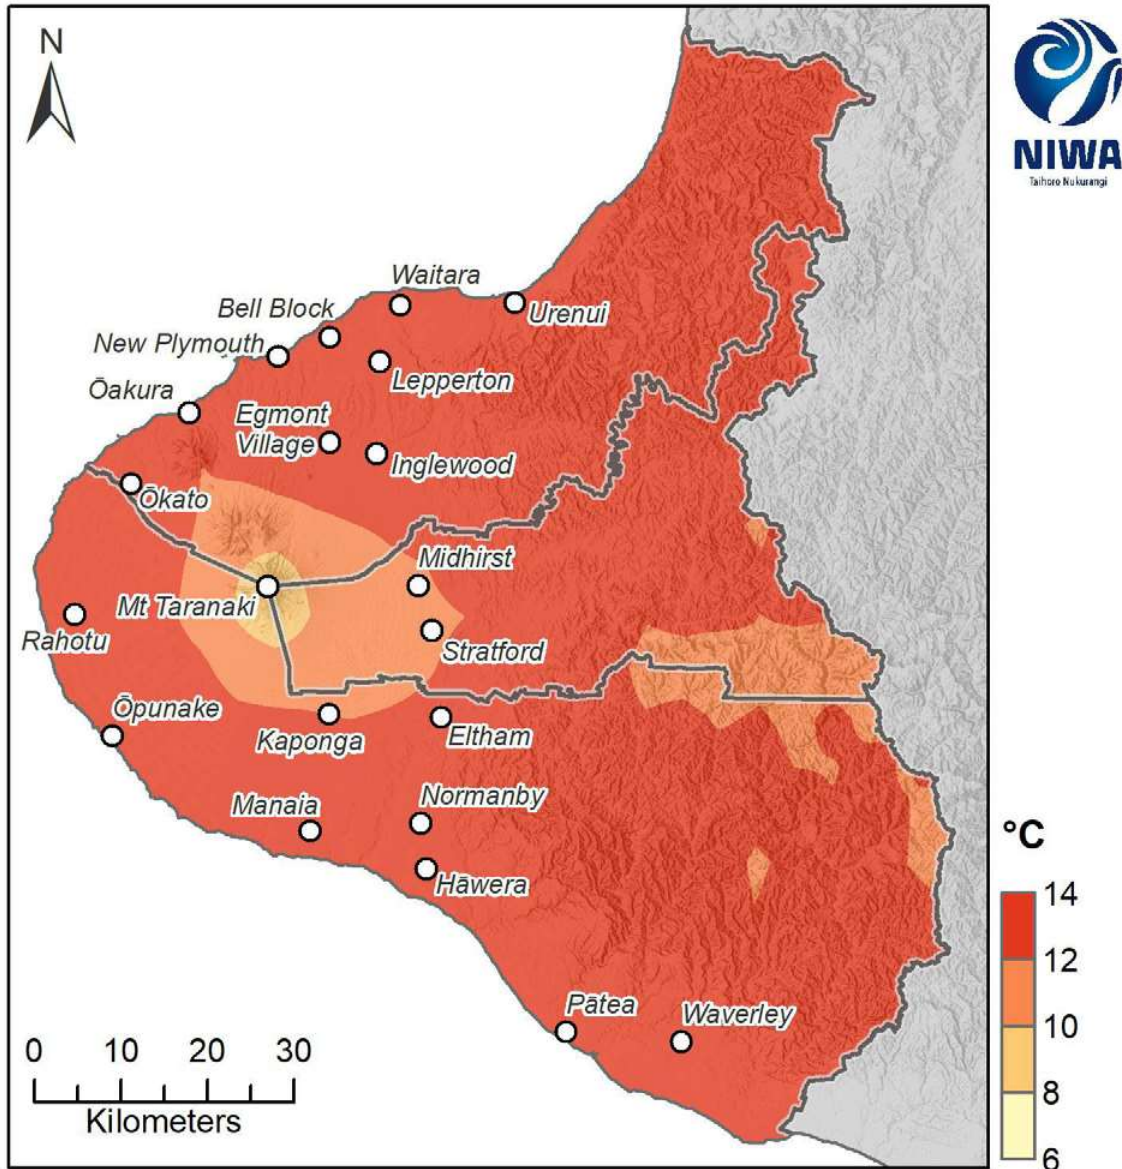 N
NIWA
Taihoro Nukurangi
Waitara
Bell Block
Urenui
New Plymouth
Lepperton
Ōakura
Egmont
Village
Inglewood
Ōkato
Midhirst
Mt Taranaki
Rahotu
Stratford
Ōpunake
Kaponga
Eltham
Manaia
Normanby
Hāwera
°C
14
12
10
8
6
Pātea
Waverley
0 10 20 30
Kilometers